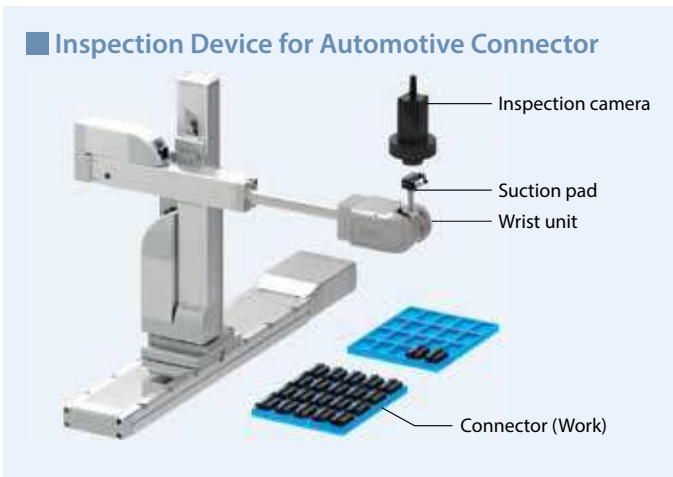 Inspection Device for Automotive Connector
Inspection camera
Suction pad
Wrist unit
Connector (Work)